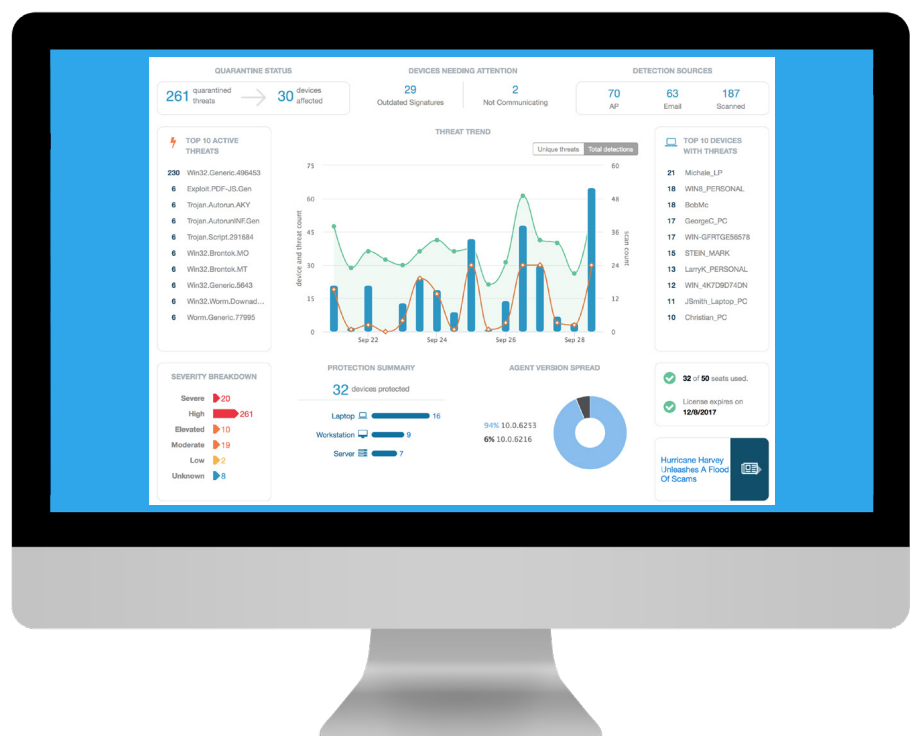 QUARANTINE STATUS
261 quarantined threats
30 devices affected
DEVICES NEEDING ATTENTION
29
Outdated Signatures
2
Not Communicating
DETECTION SOURCES
70
AP
63
Email
187
Scanned
TOP 10 ACTIVE
THREATS
230 Win32.Generic.496453
6 Exploit.PDF-JS.Gen
6 Trojan.Autorun.AKY
6 Trojan.AutorunINF.Gen
6 Trojan.Script.291684
6 Win32.Brontok.MO
6 Win32.Brontok.MT
6 Win32.Generic.5643
6 Win32.Worm.Downad...
6 Worm.Generic.77995
THREAT TREND
Unique threats
Total detections
device and threat count
75
60
45
30
15
0
scan count
60
48
36
24
12
0
Sep 22
Sep 24
Sep 26
Sep 28
TOP 10 DEVICES
WITH THREATS
21 Michale_LP
18 WIN8_PERSONAL
18 BobMc
17 GeorgeC_PC
17 WIN-GFRTGE56578
15 STEIN_MARK
13 LarryK_PERSONAL
12 WIN_4K7D9D74DN
11 JSmith_Laptop_PC
10 Christian_PC
SEVERITY BREAKDOWN
Severe 20
High 261
Elevated 10
Moderate 19
Low 2
Unknown 8
PROTECTION SUMMARY
32 devices protected
Laptop 16
Workstation 9
Server 7
AGENT VERSION SPREAD
94% 10.0.6253
6% 10.0.6216
32 of 50 seats used.
License expires on
12/8/2017
Hurricane Harvey
Unleashes A Flood
Of Scams